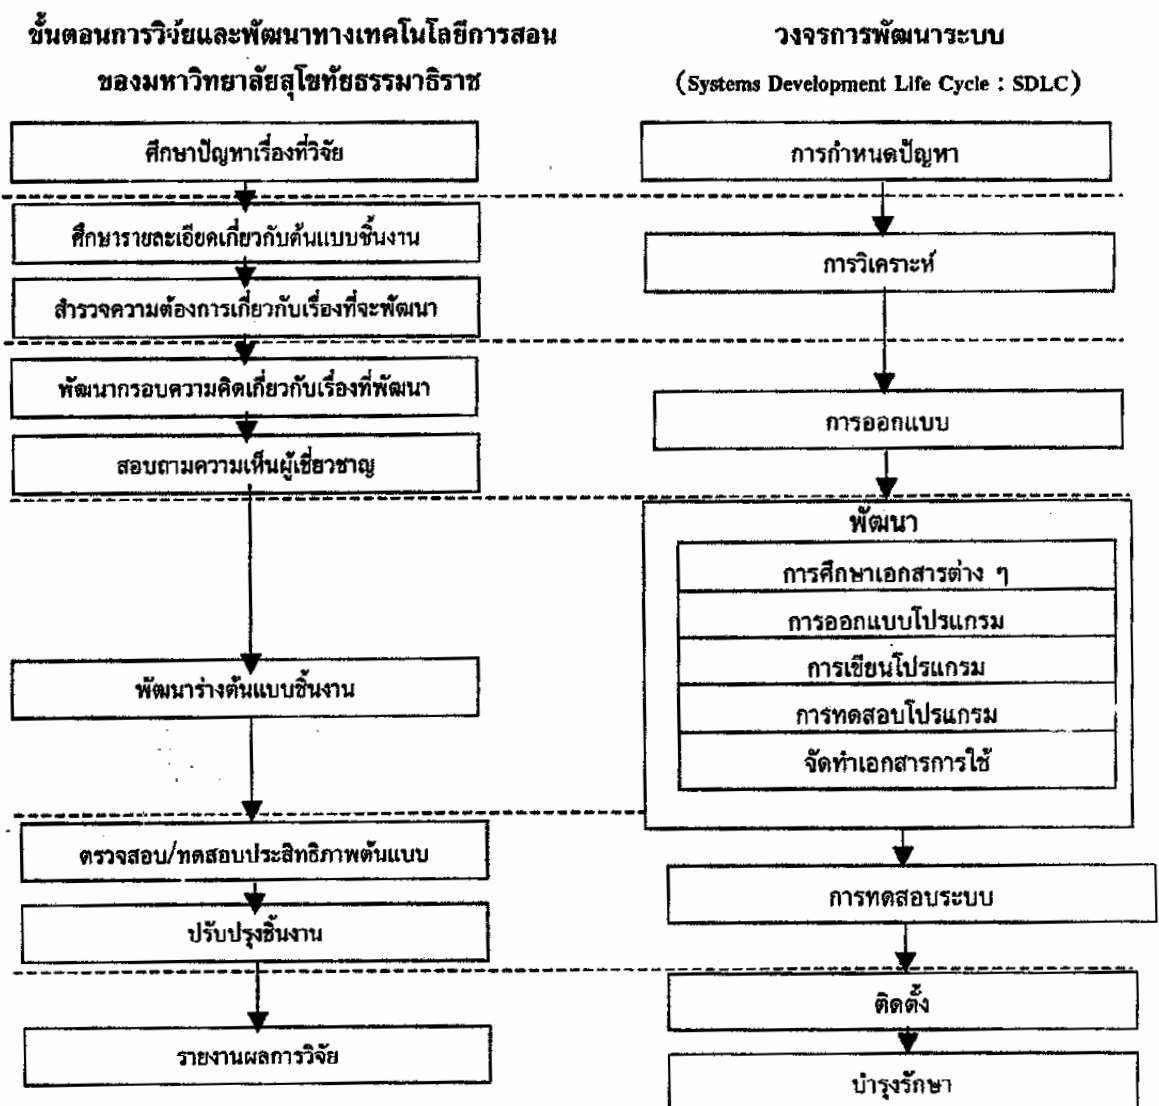 ขั้นตอนการวิจัยและพัฒนาทางเทคโนโลยีการสอน
ของมหาวิทยาลัยสุโขทัยธรรมาธิราช
ศึกษาปัญหาเรื่องที่วิจัย
ศึกษารายละเอียดเกี่ยวกับต้นแบบชิ้นงาน
สำรวจความต้องการเกี่ยวกับเรื่องที่จะพัฒนา
พัฒนากรอบความคิดเกี่ยวกับเรื่องที่พัฒนา
สอบถามความเห็นผู้เชี่ยวชาญ
พัฒนาร่างต้นแบบชิ้นงาน
ตรวจสอบ/ทดสอบประสิทธิภาพต้นแบบ
ปรับปรุงชิ้นงาน
รายงานผลการวิจัย
วงจรการพัฒนาระบบ
(Systems Development Life Cycle : SDLC)
การกำหนดปัญหา
การวิเคราะห์
การออกแบบ
พัฒนา
การศึกษาเอกสารต่าง ๆ
การออกแบบโปรแกรม
การเขียนโปรแกรม
การทดสอบโปรแกรม
จัดทำเอกสารการใช้
การทดสอบระบบ
ติดตั้ง
บำรุงรักษา